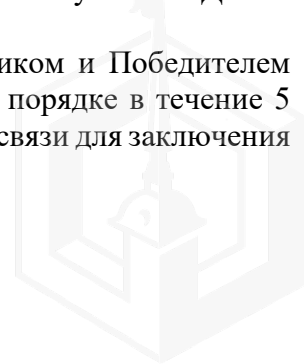 иком и Победителем
порядке в течение 5
связи для заключения